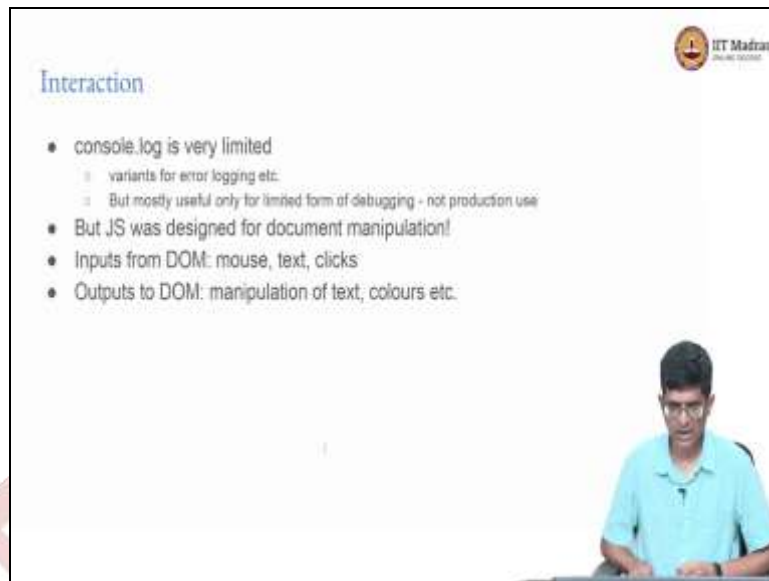 IIT Madras
ONLINE DEGREE
Interaction
● console.log is very limited
○ variants for error logging etc.
○ But mostly useful only for limited form of debugging - not production use
● But JS was designed for document manipulation!
● Inputs from DOM: mouse, text, clicks
● Outputs to DOM: manipulation of text, colours etc.